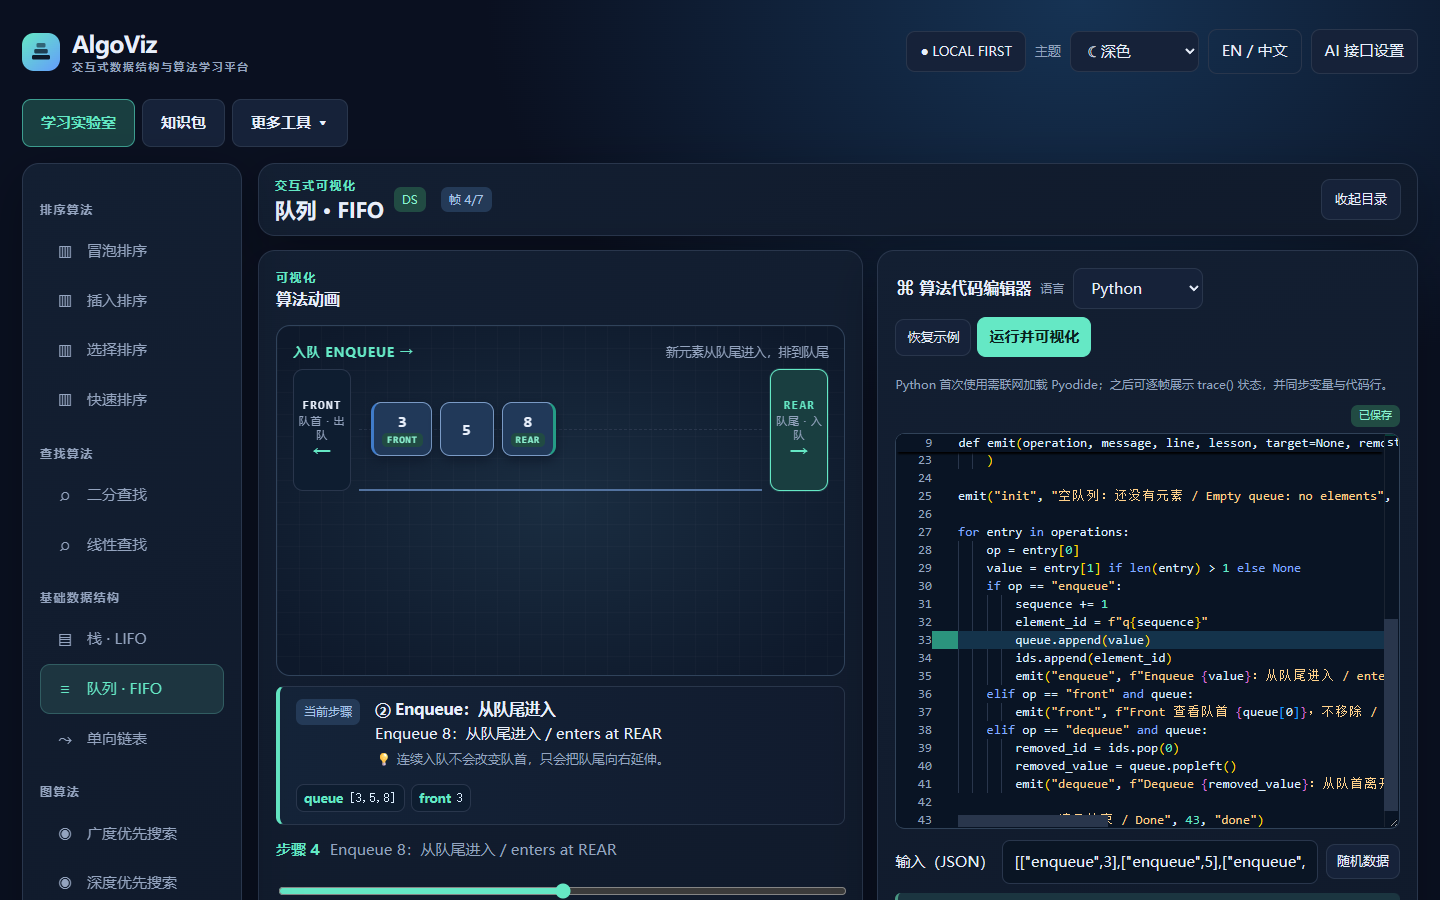 AlgoViz
交互式数据结构与算法学习平台
● LOCAL FIRST
主题
☾ 深色
EN / 中文
AI 接口设置
学习实验室
知识包
更多工具 ▾
排序算法
▥ 冒泡排序
▥ 插入排序
▥ 选择排序
▥ 快速排序
查找算法
⌕ 二分查找
⌕ 线性查找
基础数据结构
▤ 栈 · LIFO
≡ 队列 · FIFO
⤳ 单向链表
图算法
◉ 广度优先搜索
◉ 深度优先搜索
交互式可视化
队列 • FIFO
DS
帧 4/7
收起目录
可视化
算法动画
入队 ENQUEUE →
新元素从队尾进入，排到队尾
FRONT
队首 · 出
队
←
3
FRONT
5
8
REAR
REAR
队尾 · 入
队
→
当前步骤
② Enqueue：从队尾进入
Enqueue 8：从队尾进入 / enters at REAR
💡 连续入队不会改变队首，只会把队尾向右延伸。
queue [3,5,8]
front 3
步骤 4 Enqueue 8：从队尾进入 / enters at REAR
⌘ 算法代码编辑器
语言
Python
恢复示例
运行并可视化
Python 首次使用需联网加载 Pyodide；之后可逐帧展示 trace() 状态，并同步变量与代码行。
已保存
9 def emit(operation, message, line, lesson, target=None, remo
23 )
24
25 emit("init", "空队列：还没有元素 / Empty queue: no elements",
26
27 for entry in operations:
28 op = entry[0]
29 value = entry[1] if len(entry) > 1 else None
30 if op == "enqueue":
31 sequence += 1
32 element_id = f"q{sequence}"
33 queue.append(value)
34 ids.append(element_id)
35 emit("enqueue", f"Enqueue {value}：从队尾进入 / ente
36 elif op == "front" and queue:
37 emit("front", f"Front 查看队首 {queue[0]}，不移除 /
38 elif op == "dequeue" and queue:
39 removed_id = ids.pop(0)
40 removed_value = queue.popleft()
41 emit("dequeue", f"Dequeue {removed_value}：从队首离开
42
43 / Done", 43, "done")
输入（JSON）
[["enqueue",3],["enqueue",5],["enqueue",
随机数据